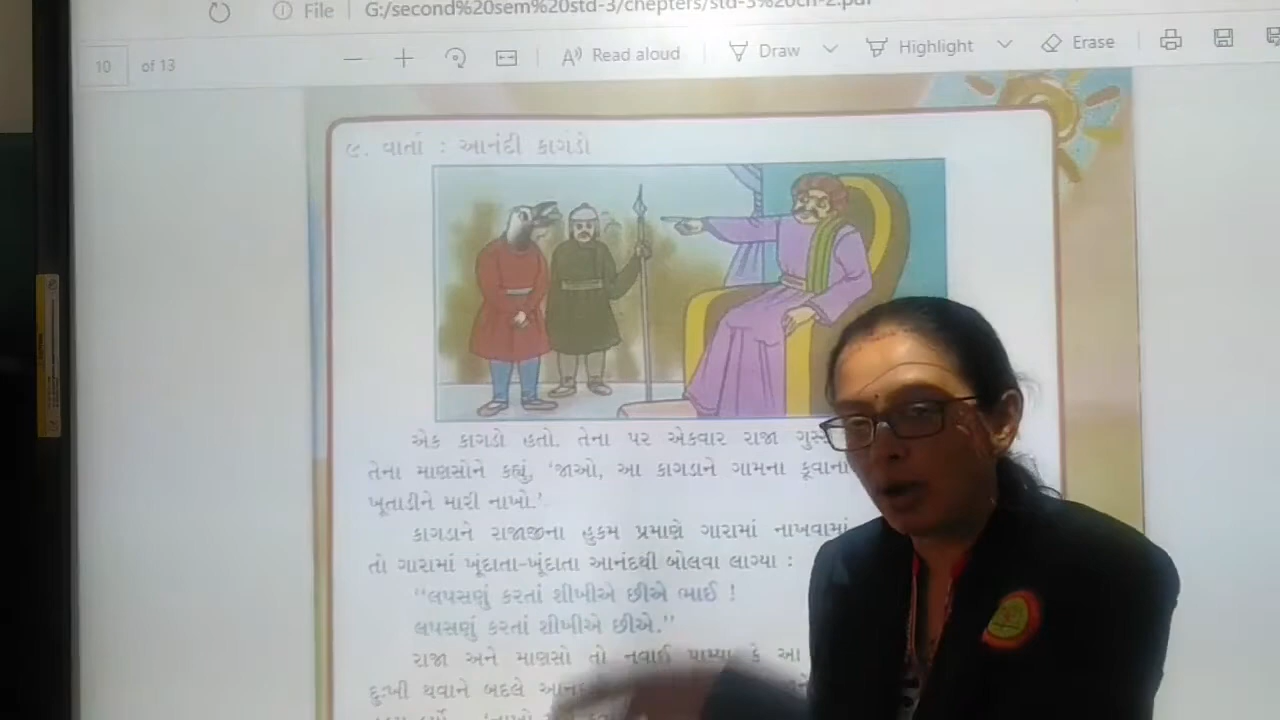 File G:/second%20sem%20std-3/chepters/std-3%20ch-2.pdf
10 of 13 Read aloud Draw Highlight Erase
૯. વાર્તા : આનંદી કાગડો
એક કાગડો હતો. તેના પર એકવાર રાજા
તેના માણસોને કહ્યું, 'જાઓ, આ કાગડાને ગામના કૂવાના
ખૂતાડીને મારી નાખો.'
કાગડાને રાજાજીના હુકમ પ્રમાણે ગારામાં નાખવામાં
તો ગારામાં ખૂંદાતા-ખૂંદાતા આનંદથી બોલવા લાગ્યા :
"લપસણું કરતાં શીખીએ છીએ ભાઈ !
લપસણું કરતાં શીખીએ છીએ."
રાજા અને માણસો તો નવાઈ પામ્યા કે આ
દુઃખી થવાને બદલે